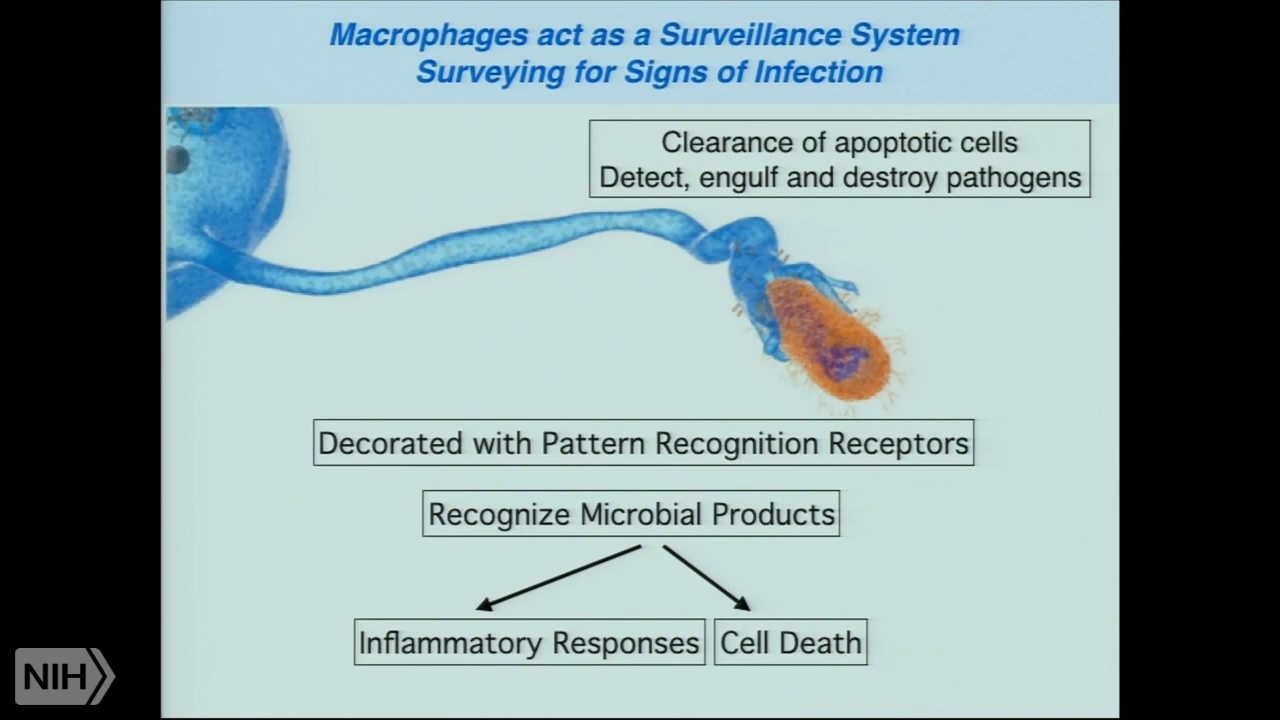 Macrophages act as a Surveillance System
Surveying for Signs of Infection
Clearance of apoptotic cells
Detect, engulf and destroy pathogens
Decorated with Pattern Recognition Receptors
Recognize Microbial Products
Inflammatory Responses
Cell Death
NIH